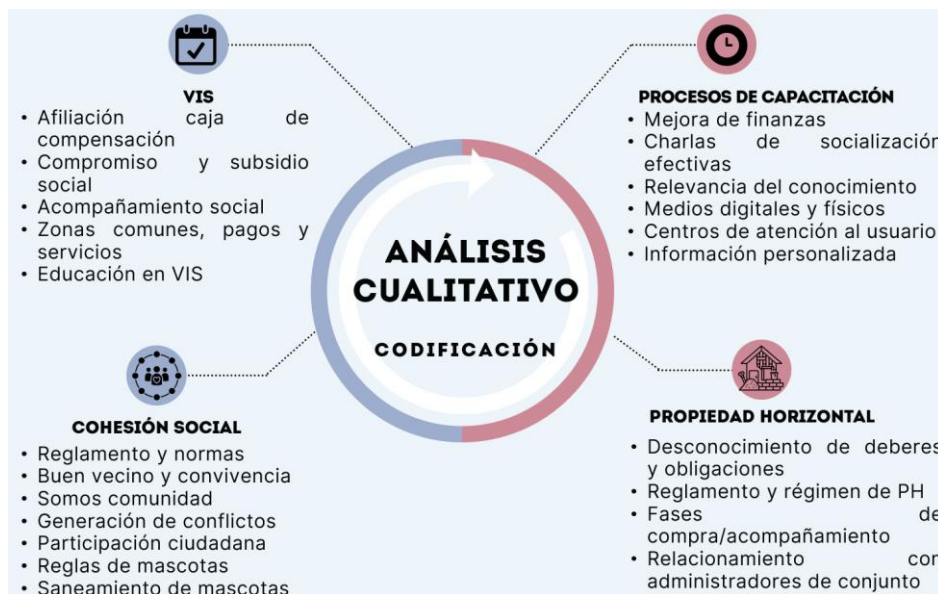 VIS
• Afiliación caja de
compensación
• Compromiso y subsidio
social
• Acompañamiento social
• Zonas comunes, pagos y
servicios
• Educación en VIS
PROCESOS DE CAPACITACIÓN
• Mejora de finanzas
• Charlas de socialización
efectivas
• Relevancia del conocimiento
• Medios digitales y físicos
• Centros de atención al usuario
• Información personalizada
ANÁLISIS
CUALITATIVO
CODIFICACIÓN
COHESIÓN SOCIAL
• Reglamento y normas
• Buen vecino y convivencia
• Somos comunidad
• Generación de conflictos
• Participación ciudadana
• Reglas de mascotas
• Saneamiento de mascotas
PROPIEDAD HORIZONTAL
• Desconocimiento de deberes
y obligaciones
• Reglamento y régimen de PH
• Fases de
compra/acompañamiento
• Relacionamiento con
administradores de conjunto